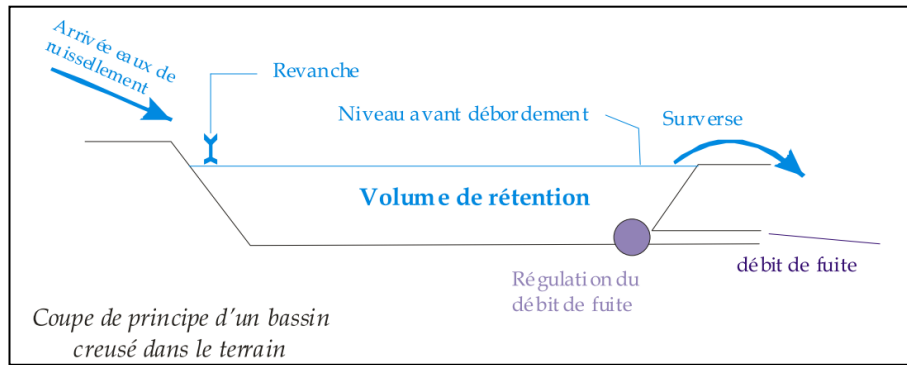 Arrivée eaux de
ruissellement
Revanche
Niveau avant débordement
Surverse
Volume de rétention
Régulation du
débit de fuite
débit de fuite
Coupe de principe d'un bassin
creusé dans le terrain